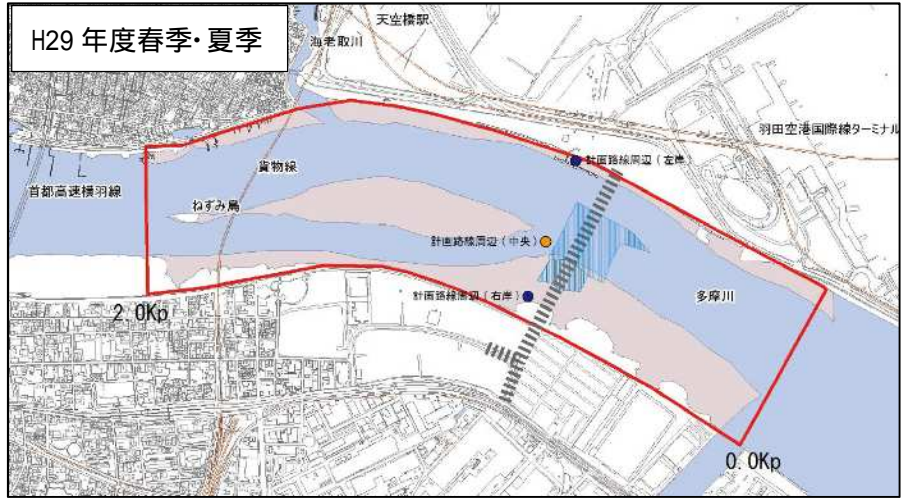 H29 年度春季・夏季
天空橋駅
海老取川
羽田空港国際線ターミナル
計画路線周辺（左岸）
貨物線
首都高速横羽線
ねずみ島
計画路線周辺（中央）
計画路線周辺（右岸）
多摩川
2.0Kp
0.0Kp